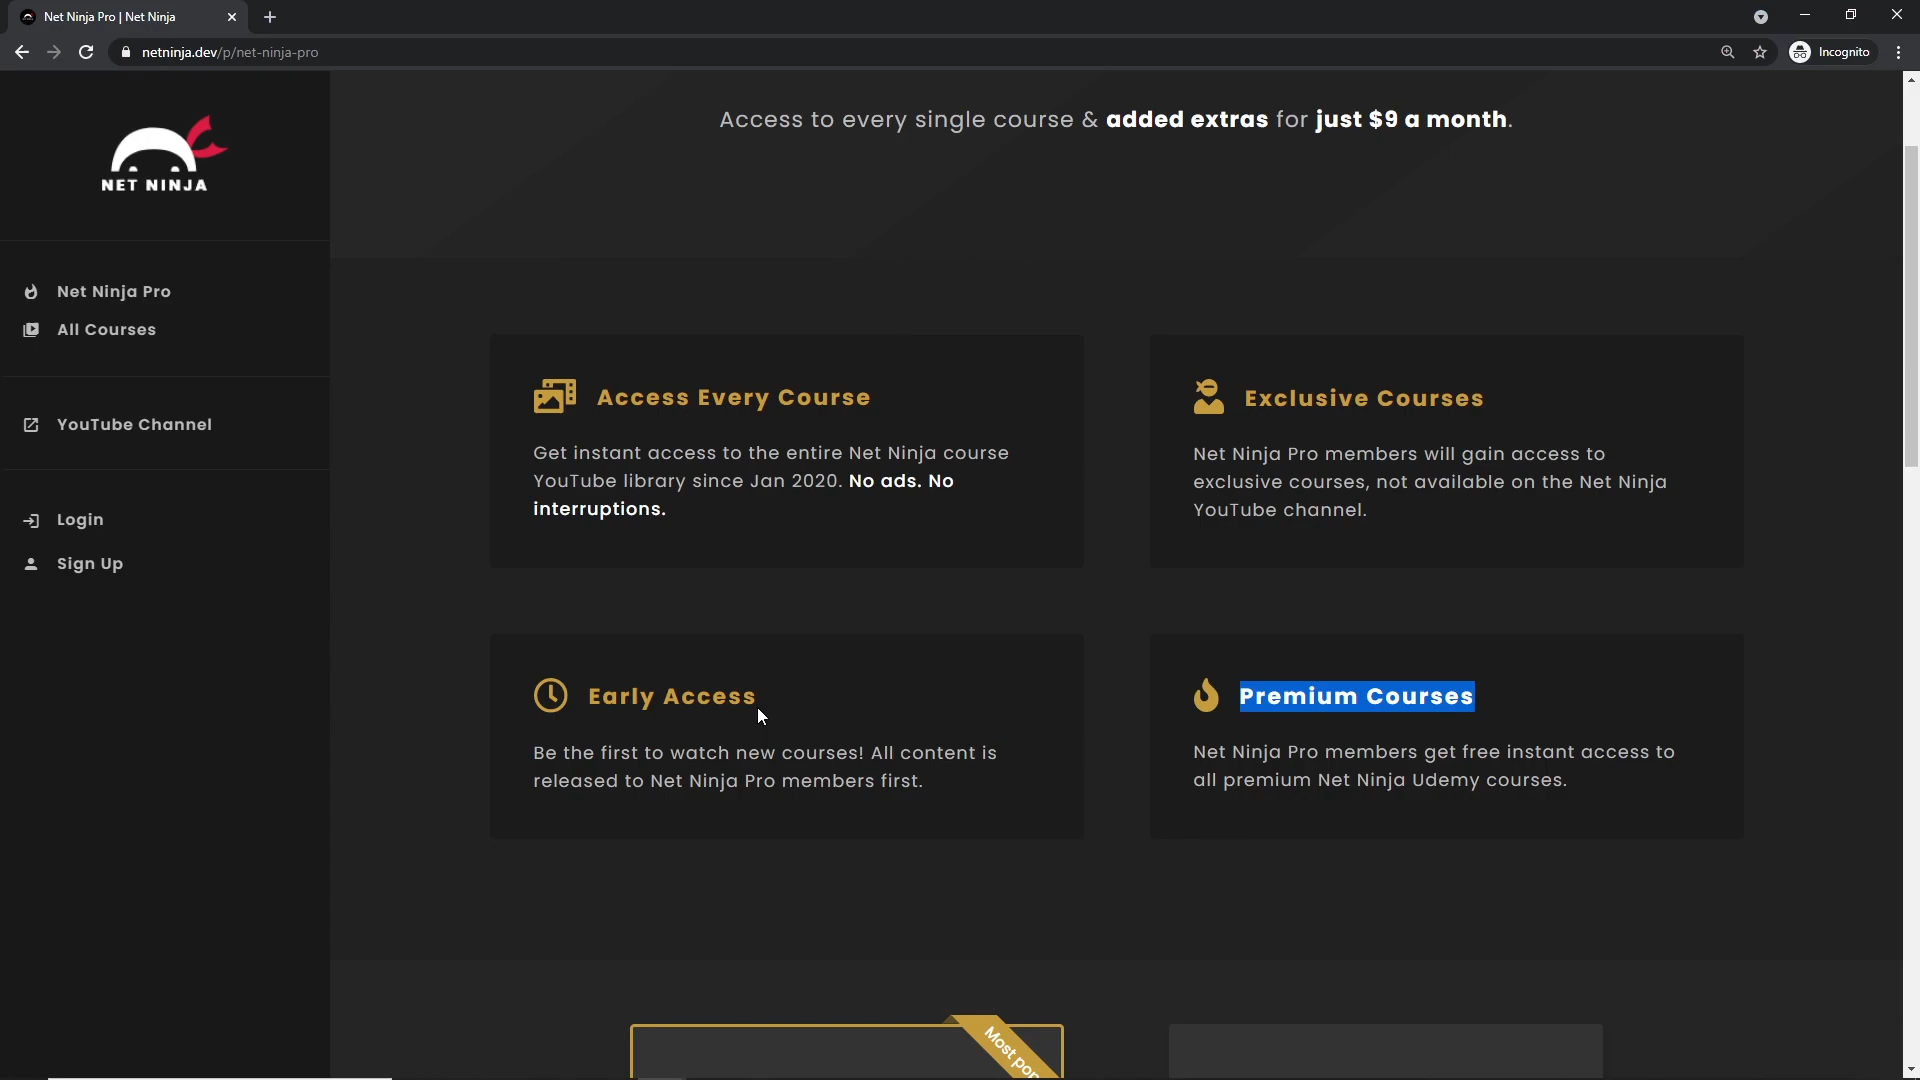 Net Ninja Pro | Net Ninja
netninja.dev/p/net-ninja-pro
Incognito
NET NINJA
Net Ninja Pro
All Courses
YouTube Channel
Login
Sign Up
Access to every single course & added extras for just $9 a month.
Access Every Course
Get instant access to the entire Net Ninja course
YouTube library since Jan 2020. No ads. No
interruptions.
Exclusive Courses
Net Ninja Pro members will gain access to
exclusive courses, not available on the Net Ninja
YouTube channel.
Early Access
Be the first to watch new courses! All content is
released to Net Ninja Pro members first.
Premium Courses
Net Ninja Pro members get free instant access to
all premium Net Ninja Udemy courses.
Most